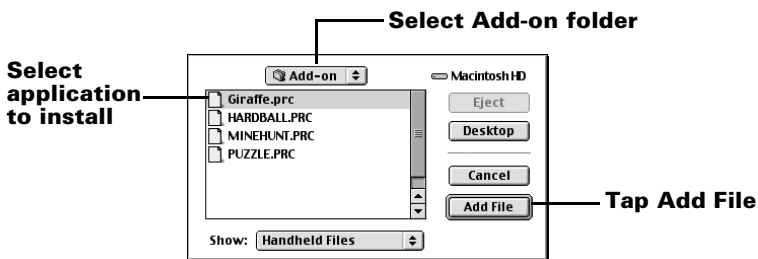 Select Add-on folder
Select
application
to install
Add-on
Macintosh HD
Giraffe.prc
HARDBALL.PRC
MINEHUNT.PRC
PUZZLE.PRC
Eject
Desktop
Cancel
Add File
Tap Add File
Show: Handheld Files